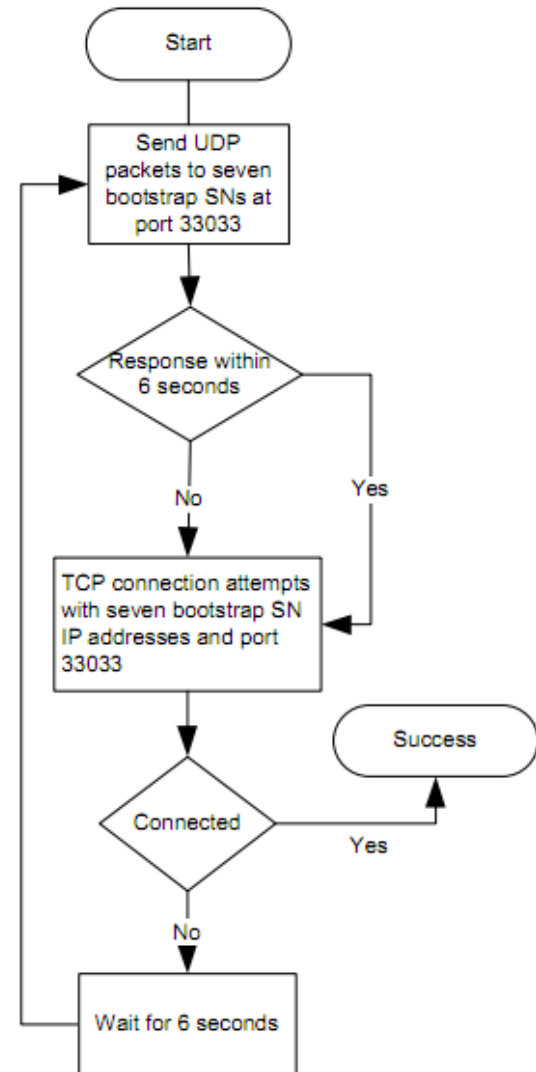 Start
Send UDP
packets to seven
bootstrap SNs at
port 33033
Response within
6 seconds
No
Yes
TCP connection attempts
with seven bootstrap SN
IP addresses and port
33033
Success
Connected
Yes
No
Wait for 6 seconds